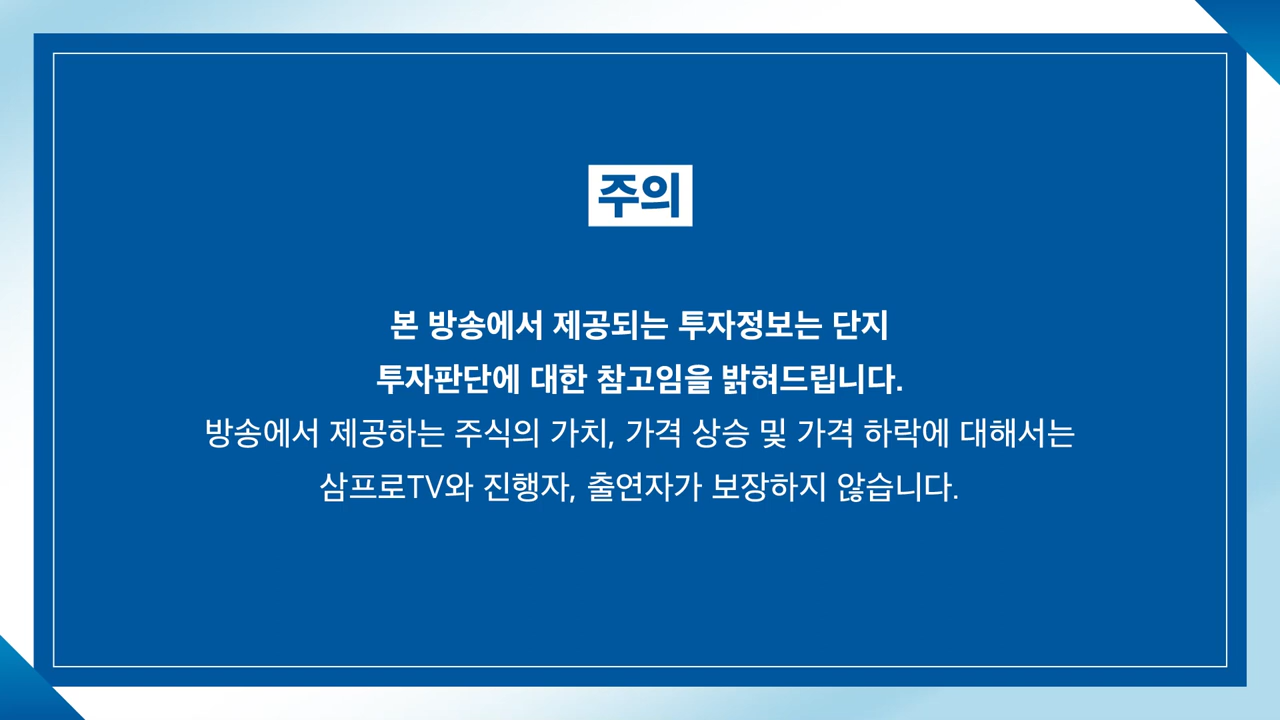 주의
본 방송에서 제공되는 투자정보는 단지
투자판단에 대한 참고임을 밝혀드립니다.
방송에서 제공하는 주식의 가치, 가격 상승 및 가격 하락에 대해서는
삼프로TV와 진행자, 출연자가 보장하지 않습니다.